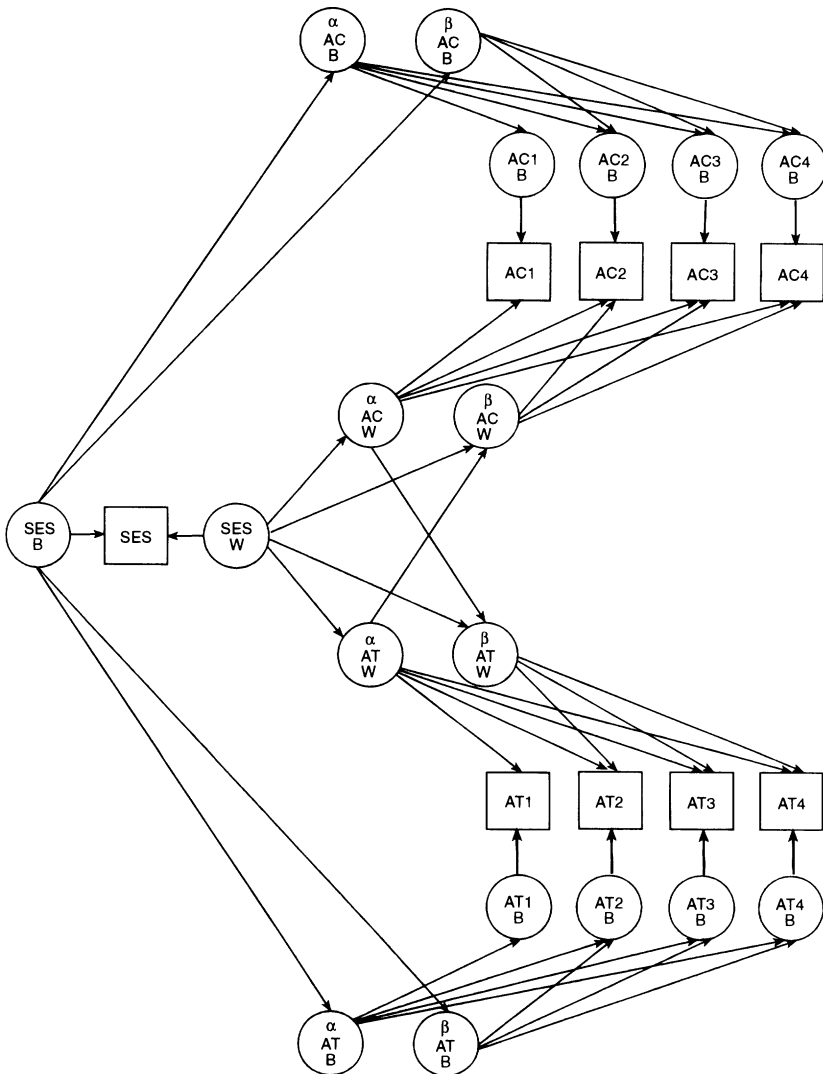 α
AC
B
β
AC
B
AC1
B
AC2
B
AC3
B
AC4
B
AC1
AC2
AC3
AC4
α
AC
W
β
AC
W
SES
B
SES
SES
W
α
AT
W
β
AT
W
AT1
AT2
AT3
AT4
AT1
B
AT2
B
AT3
B
AT4
B
α
AT
B
β
AT
B